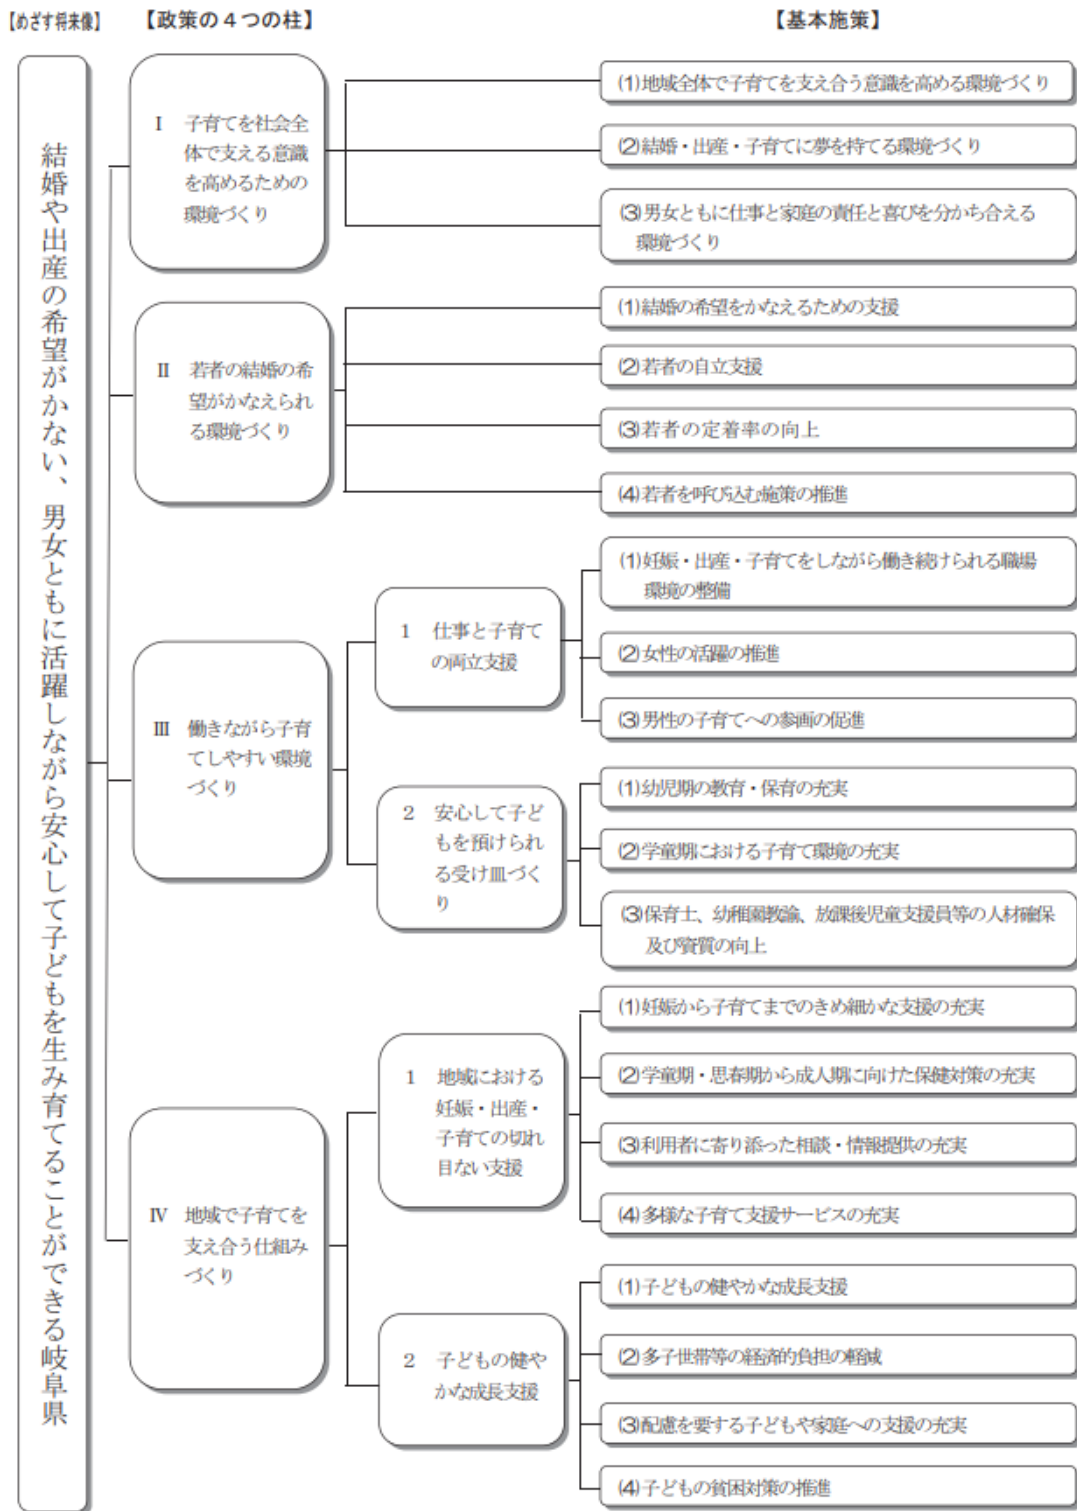 【めざす将来像】
【政策の４つの柱】
【基本施策】
結婚や出産の希望がかない、男女ともに活躍しながら安心して子どもを生み育てることができる岐阜県
Ⅰ 子育てを社会全
体で支える意識
を高めるための
環境づくり
(1)地域全体で子育てを支え合う意識を高める環境づくり
(2)結婚・出産・子育てに夢を持てる環境づくり
(3)男女ともに仕事と家庭の責任と喜びを分かち合える
環境づくり
Ⅱ 若者の結婚の希
望がかなえられ
る環境づくり
(1)結婚の希望をかなえるための支援
(2)若者の自立支援
(3)若者の定着率の向上
(4)若者を呼び込む施策の推進
Ⅲ 働きながら子育
てしやすい環境
づくり
1 仕事と子育て
の両立支援
(1)妊娠・出産・子育てをしながら働き続けられる職場
環境の整備
(2)女性の活躍の推進
(3)男性の子育てへの参画の促進
2 安心して子ど
もを預けられ
る受け皿づく
り
(1)幼児期の教育・保育の充実
(2)学童期における子育て環境の充実
(3)保育士、幼稚園教諭、放課後児童支援員等の人材確保
及び資質の向上
Ⅳ 地域で子育てを
支え合う仕組み
づくり
1 地域における
妊娠・出産・
子育ての切れ
目ない支援
(1)妊娠から子育てまでのきめ細かな支援の充実
(2)学童期・思春期から成人期に向けた保健対策の充実
(3)利用者に寄り添った相談・情報提供の充実
(4)多様な子育て支援サービスの充実
2 子どもの健や
かな成長支援
(1)子どもの健やかな成長支援
(2)多子世帯等の経済的負担の軽減
(3)配慮を要する子どもや家庭への支援の充実
(4)子どもの貧困対策の推進